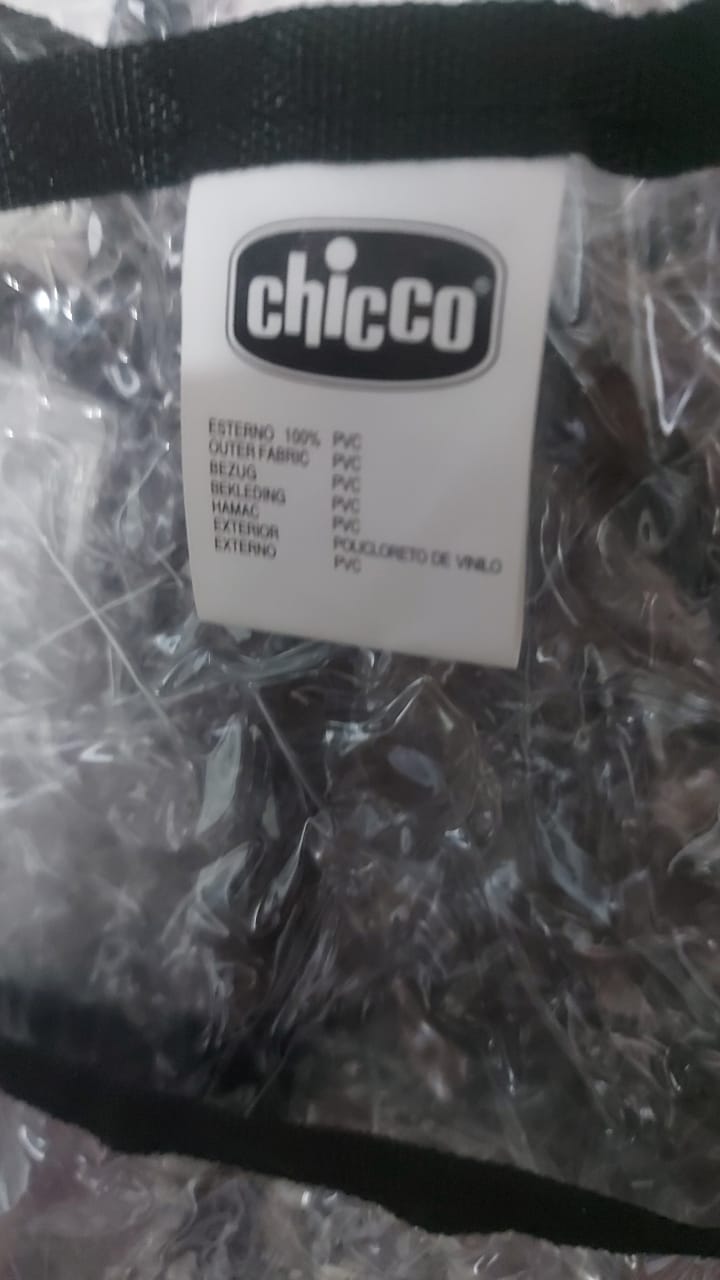 chicco®
ESTERNO 100% PVC
OUTER FABRIC PVC
BEZUG PVC
BEKLEDING PVC
HAMAC PVC
EXTERIOR POLICLORETO DE VINILO
EXTERNO PVC